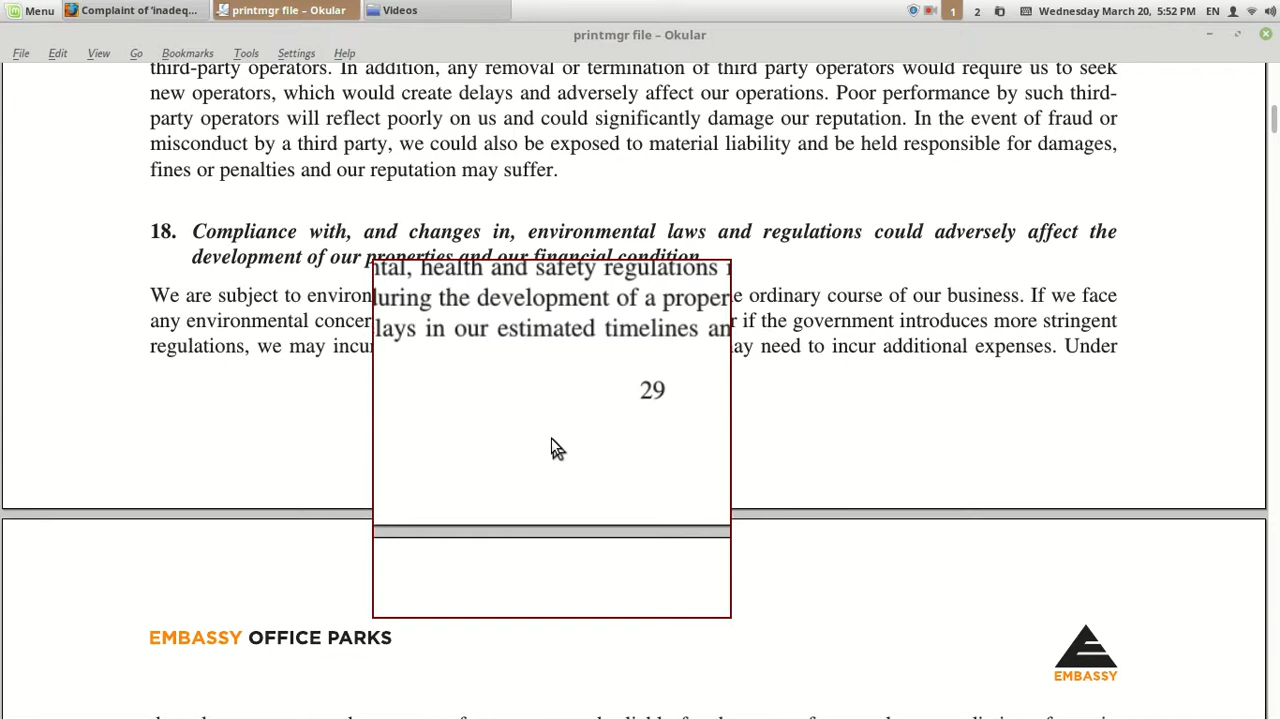 Menu Complaint of 'inadeq... printmgr file – Okular Videos 1 2 Wednesday March 20, 5:52 PM EN
printmgr file – Okular
File Edit View Go Bookmarks Tools Settings Help
third-party operators. In addition, any removal or termination of third party operators would require us to seek
new operators, which would create delays and adversely affect our operations. Poor performance by such third-
party operators will reflect poorly on us and could significantly damage our reputation. In the event of fraud or
misconduct by a third party, we could also be exposed to material liability and be held responsible for damages,
fines or penalties and our reputation may suffer.
18. Compliance with, and changes in, environmental laws and regulations could adversely affect the
development of our properties and our financial condition.
We are subject to environ
any environmental concer
regulations, we may incur
ntal, health and safety regulations
during the development of a proper
lays in our estimated timelines an
29
e ordinary course of our business. If we face
r if the government introduces more stringent
ay need to incur additional expenses. Under
EMBASSY OFFICE PARKS
EMBASSY